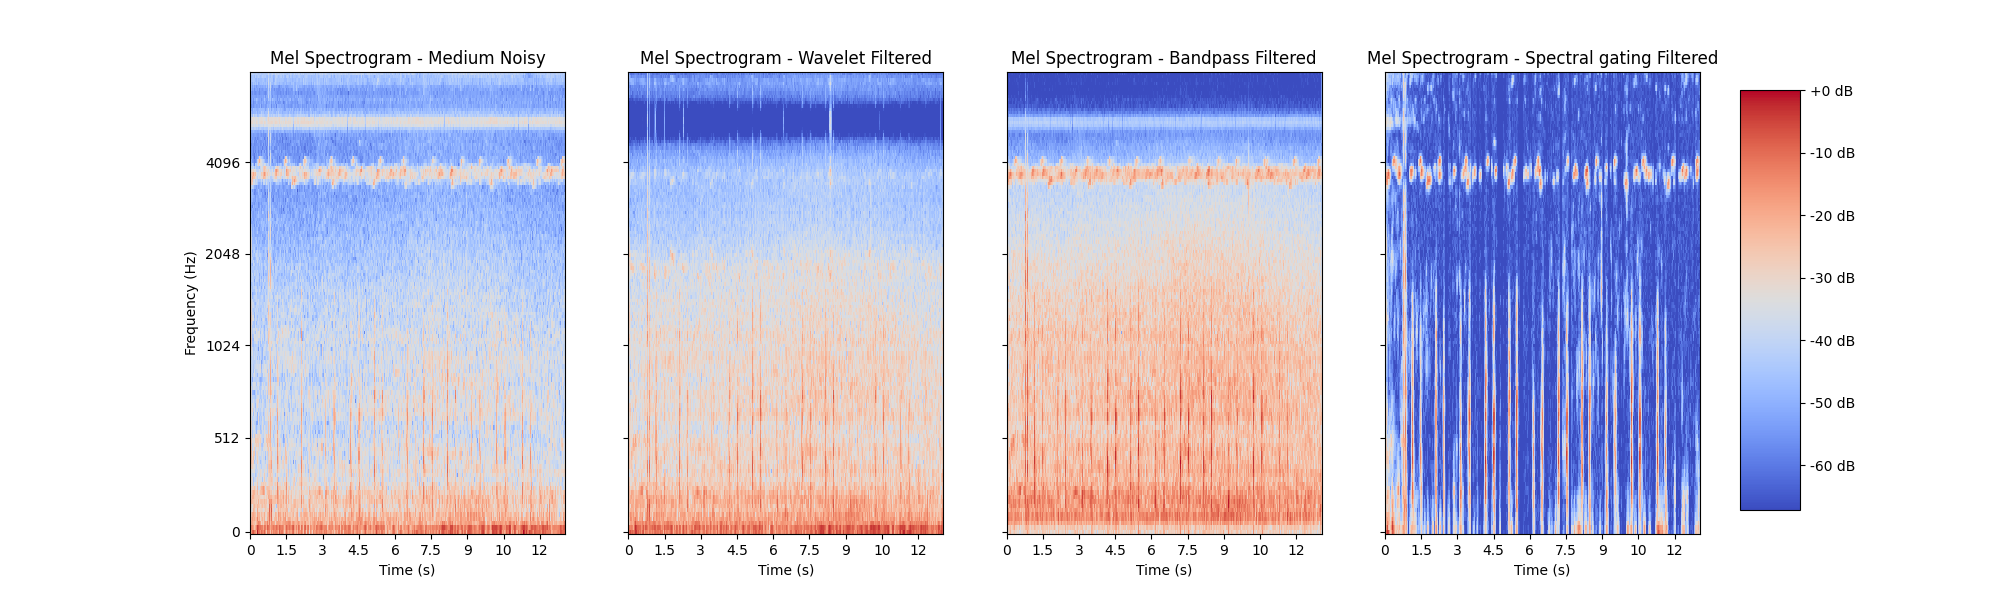 Mel Spectrogram - Medium Noisy
Mel Spectrogram - Wavelet Filtered
Mel Spectrogram - Bandpass Filtered
Mel Spectrogram - Spectral gating Filtered
Frequency (Hz)
4096
2048
1024
512
0
0 1.5 3 4.5 6 7.5 9 10 12
Time (s)
0 1.5 3 4.5 6 7.5 9 10 12
Time (s)
0 1.5 3 4.5 6 7.5 9 10 12
Time (s)
0 1.5 3 4.5 6 7.5 9 10 12
Time (s)
+0 dB
-10 dB
-20 dB
-30 dB
-40 dB
-50 dB
-60 dB